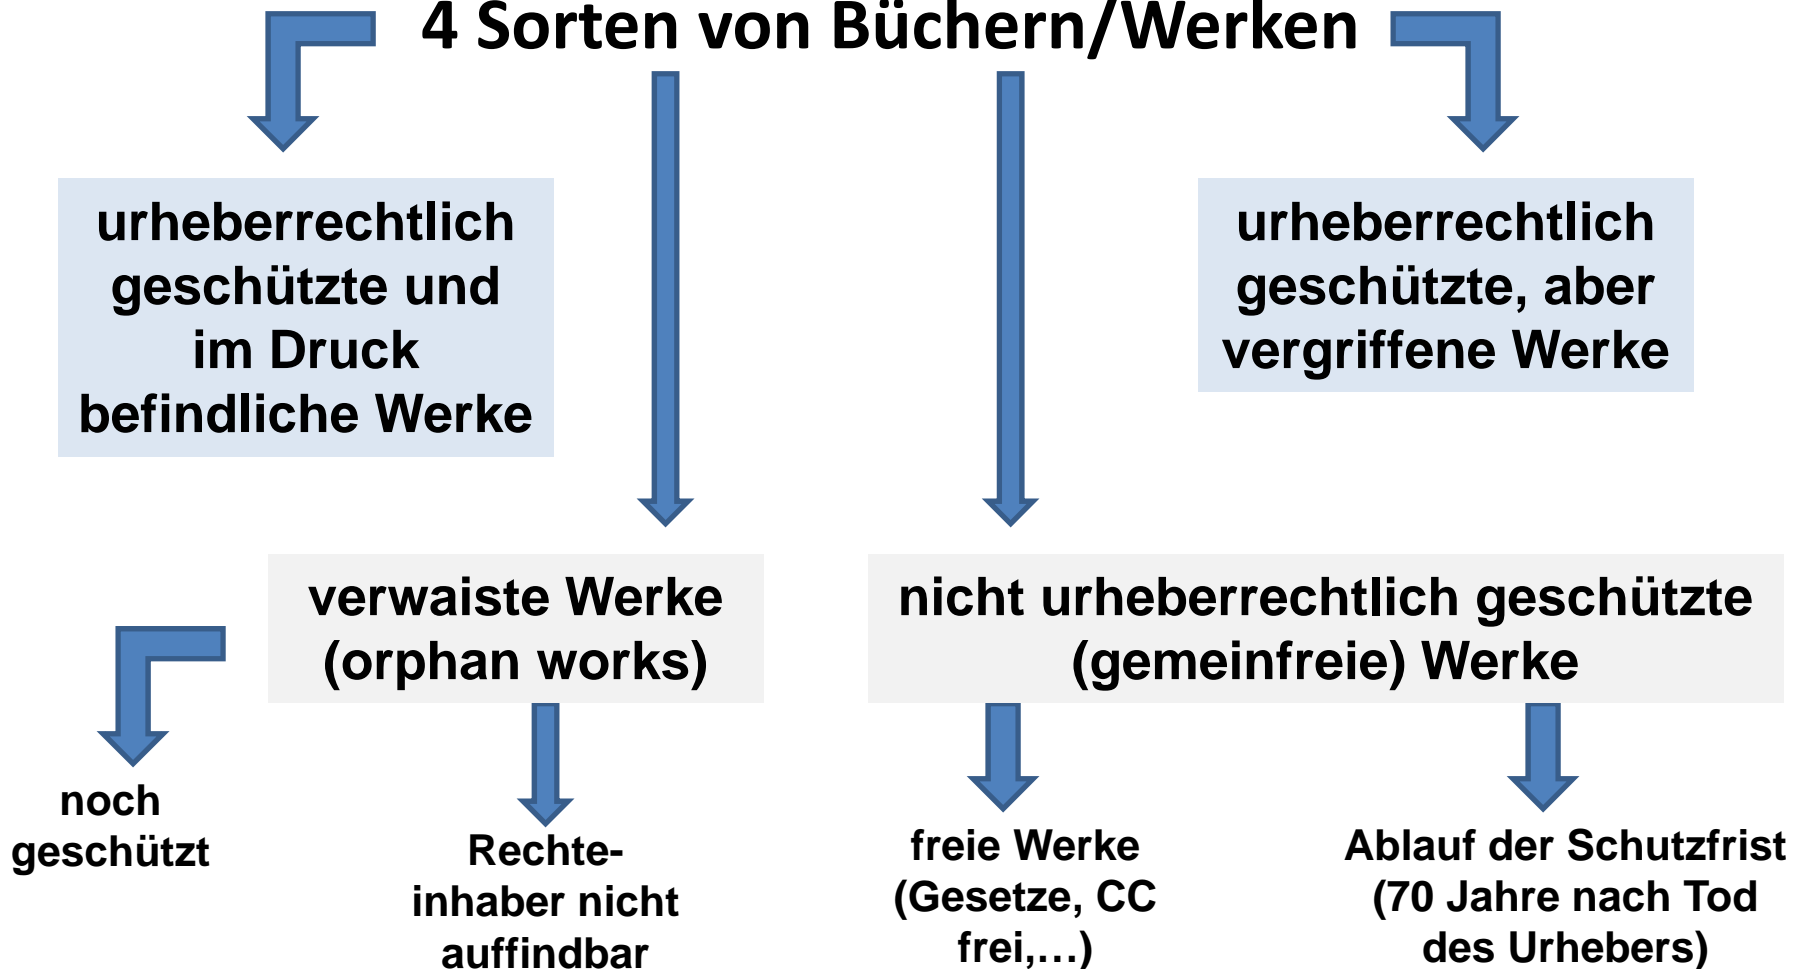 4 Sorten von Büchern/Werken
urheberrechtlich
geschützte und
im Druck
befindliche Werke
urheberrechtlich
geschützte, aber
vergriffene Werke
verwaiste Werke
(orphan works)
nicht urheberrechtlich geschützte
(gemeinfreie) Werke
noch
geschützt
Rechte-
inhaber nicht
auffindbar
freie Werke
(Gesetze, CC
frei,...)
Ablauf der Schutzfrist
(70 Jahre nach Tod
des Urhebers)